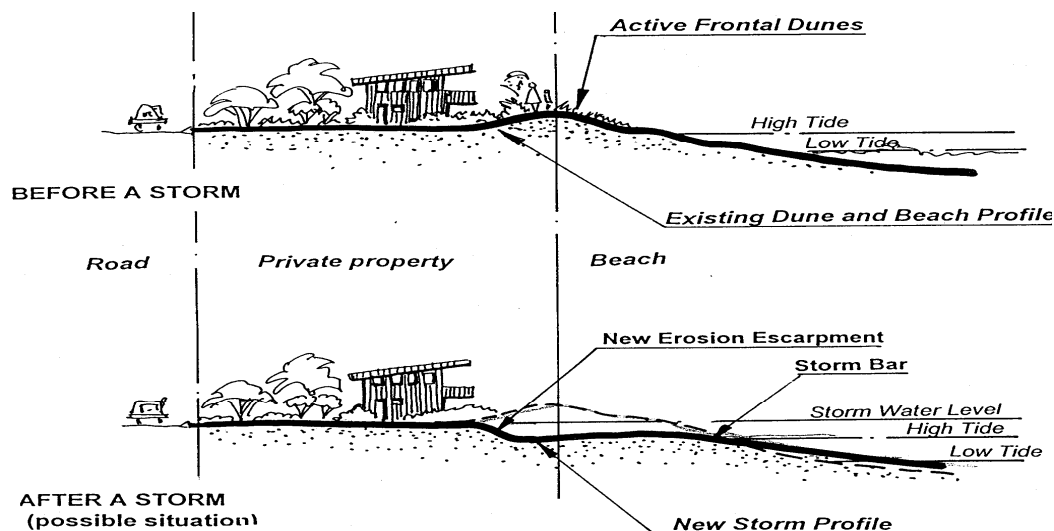 Active Frontal Dunes
High Tide
Low Tide
BEFORE A STORM
Existing Dune and Beach Profile
Road
Private property
Beach
New Erosion Escarpment
Storm Bar
Storm Water Level
High Tide
Low Tide
AFTER A STORM
(possible situation)
New Storm Profile